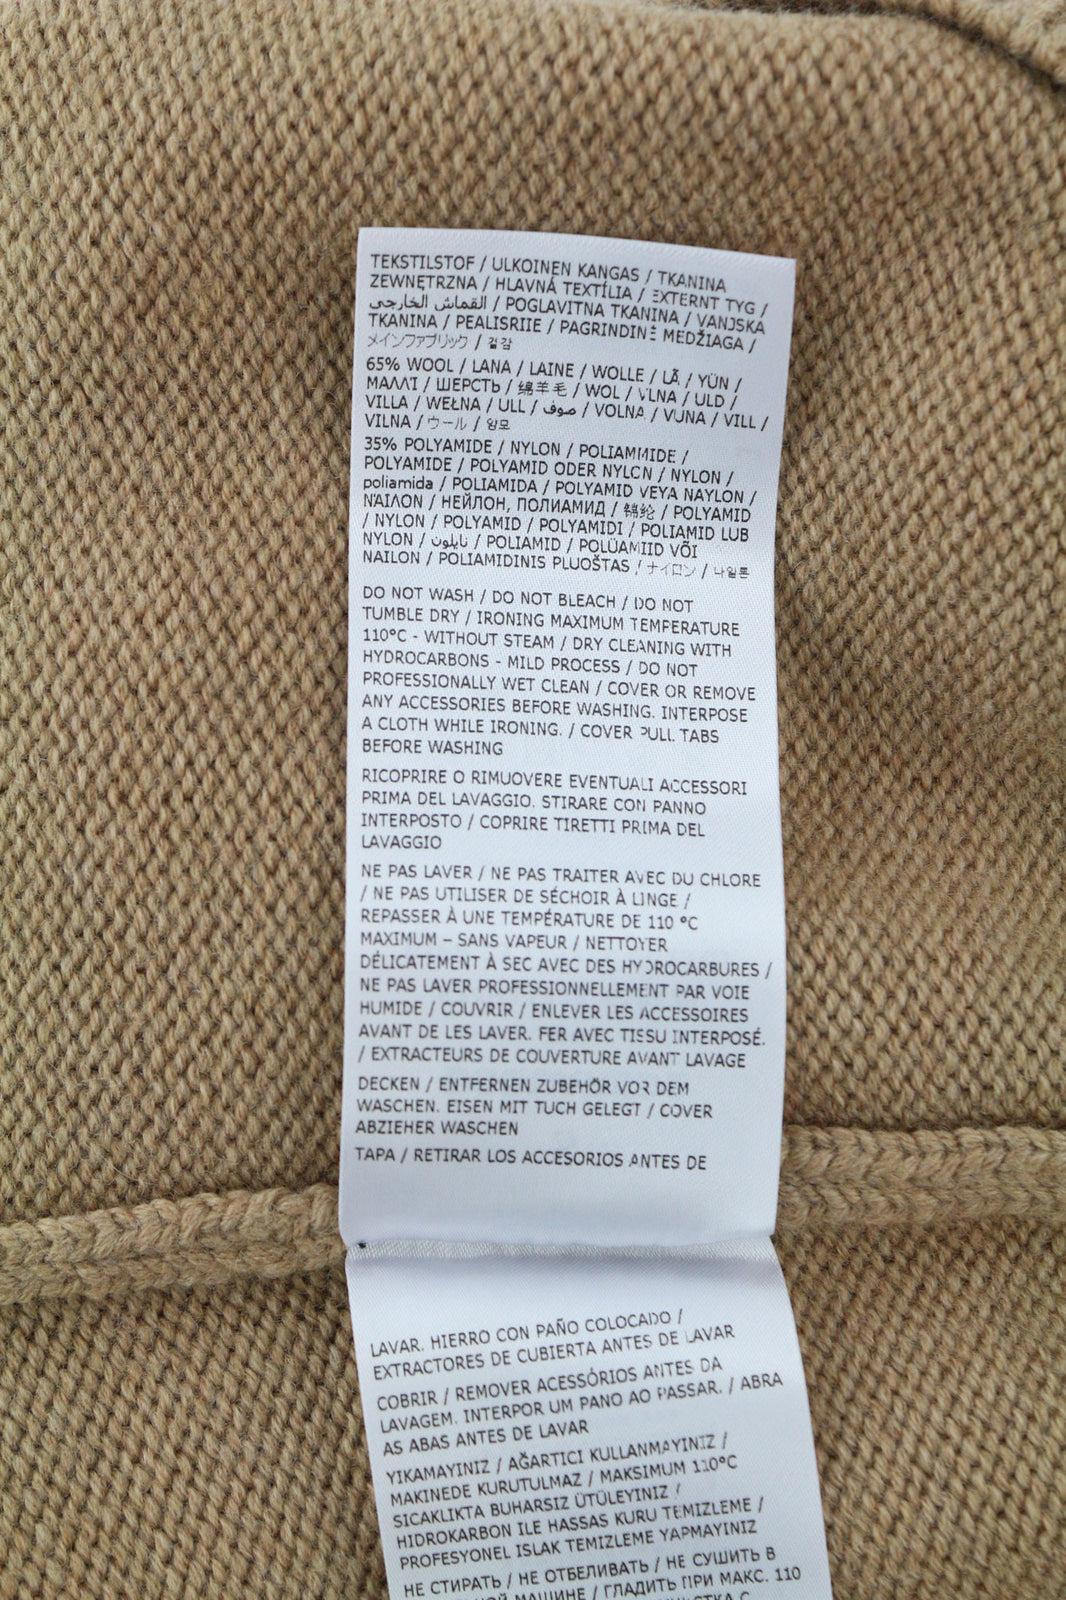 TEKSTILSTOF / ULKOINEN KANGAS / TKANINA
ZEWNĘTRZNA / HLAVNÁ TEXTÍLIA / EXTERNT TYG /
القماش الخارجي / POGLAVITNA TKANINA / VANJSKA
TKANINA / PEALISRIIE / PAGRINDINĖ MEDŽIAGA /
メインファブリック / 겉감
65% WOOL / LANA / LAINE / WOLLE / LÃ / YÜN /
ΜΑΛΛΊ / ШЕРСТЬ / 绵羊毛 / WOL / VLNA / ULD /
VILLA / WEŁNA / ULL / صوف / VOLNA / VUNA / VILL /
VILNA / ウール / 양모
35% POLYAMIDE / NYLON / POLIAMMIDE /
POLYAMIDE / POLYAMID ODER NYLON / NYLON /
poliamida / POLIAMIDA / POLYAMID VEYA NAYLON /
ΝΆΙΛΟΝ / НЕЙЛОН, ПОЛИАМИД / 锦纶 / POLYAMID
/ NYLON / POLYAMID / POLYAMIDI / POLIAMID LUB
NYLON / نايلون / POLIAMID / POLÜAMIID VÕI
NAILON / POLIAMIDINIS PLUOŠTAS / ナイロン / 나일론
DO NOT WASH / DO NOT BLEACH / DO NOT
TUMBLE DRY / IRONING MAXIMUM TEMPERATURE
110°C - WITHOUT STEAM / DRY CLEANING WITH
HYDROCARBONS - MILD PROCESS / DO NOT
PROFESSIONALLY WET CLEAN / COVER OR REMOVE
ANY ACCESSORIES BEFORE WASHING. INTERPOSE
A CLOTH WHILE IRONING. / COVER PULL TABS
BEFORE WASHING
RICOPRIRE O RIMUOVERE EVENTUALI ACCESSORI
PRIMA DEL LAVAGGIO. STIRARE CON PANNO
INTERPOSTO / COPRIRE TIRETTI PRIMA DEL
LAVAGGIO
NE PAS LAVER / NE PAS TRAITER AVEC DU CHLORE
/ NE PAS UTILISER DE SÉCHOIR À LINGE /
REPASSER À UNE TEMPÉRATURE DE 110 °C
MAXIMUM – SANS VAPEUR / NETTOYER
DÉLICATEMENT À SEC AVEC DES HYDROCARBURES /
NE PAS LAVER PROFESSIONNELLEMENT PAR VOIE
HUMIDE / COUVRIR / ENLEVER LES ACCESSOIRES
AVANT DE LES LAVER. FER AVEC TISSU INTERPOSÉ.
/ EXTRACTEURS DE COUVERTURE AVANT LAVAGE
DECKEN / ENTFERNEN ZUBEHÖR VOR DEM
WASCHEN. EISEN MIT TUCH GELEGT / COVER
ABZIEHER WASCHEN
TAPA / RETIRAR LOS ACCESORIOS ANTES DE
LAVAR. HIERRO CON PAÑO COLOCADO /
EXTRACTORES DE CUBIERTA ANTES DE LAVAR
COBRIR / REMOVER ACESSÓRIOS ANTES DA
LAVAGEM. INTERPOR UM PANO AO PASSAR. / ABRA
AS ABAS ANTES DE LAVAR
YIKAMAYINIZ / AĞARTICI KULLANMAYINIZ /
MAKINEDE KURUTULMAZ / MAKSIMUM 110°C
SICAKLIKTA BUHARSIZ ÜTÜLEYINIZ /
HIDROKARBON ILE HASSAS KURU TEMIZLEME /
PROFESYONEL ISLAK TEMIZLEME YAPMAYINIZ
НЕ СТИРАТЬ / НЕ ОТБЕЛИВАТЬ / НЕ СУШИТЬ В
МАШИНЕ / ГЛАДИТЬ ПРИ МАКС. 110